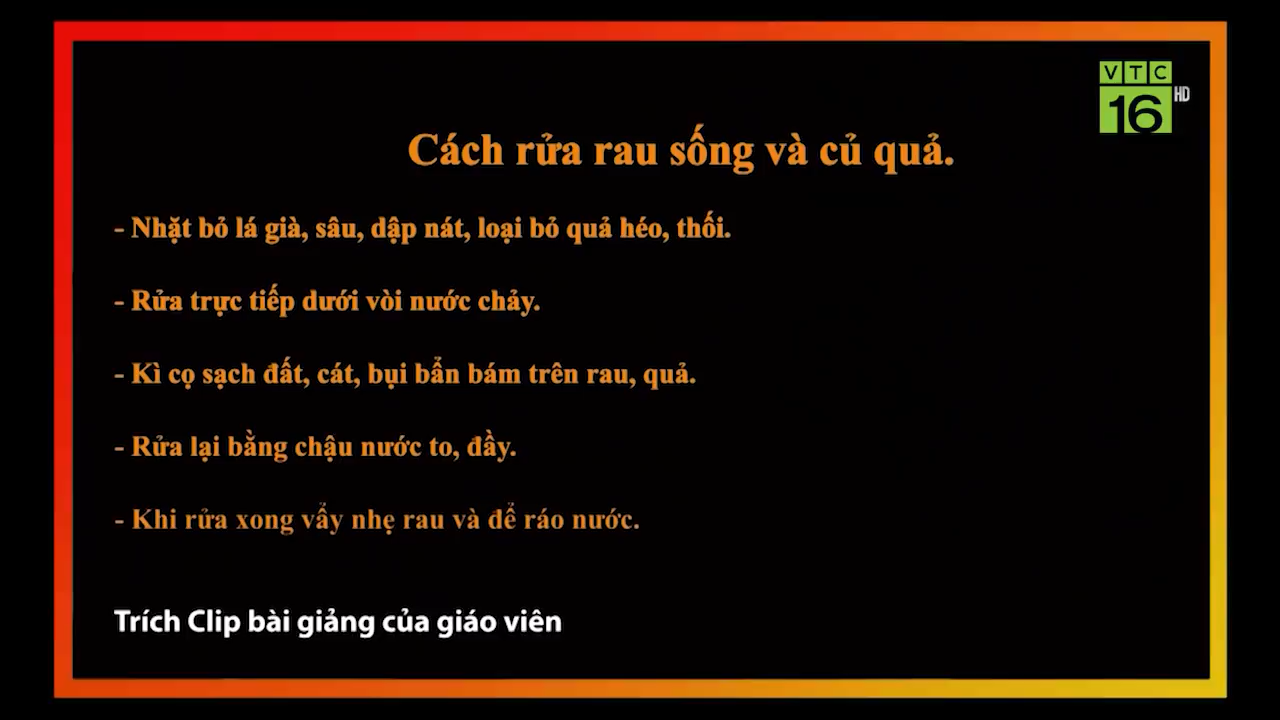 VTC
16 HD
Cách rửa rau sống và củ quả.
- Nhặt bỏ lá già, sâu, dập nát, loại bỏ quả héo, thối.
- Rửa trực tiếp dưới vòi nước chảy.
- Kì cọ sạch đất, cát, bụi bẩn bám trên rau, quả.
- Rửa lại bằng chậu nước to, đầy.
- Khi rửa xong vẩy nhẹ rau và để ráo nước.
Trích Clip bài giảng của giáo viên